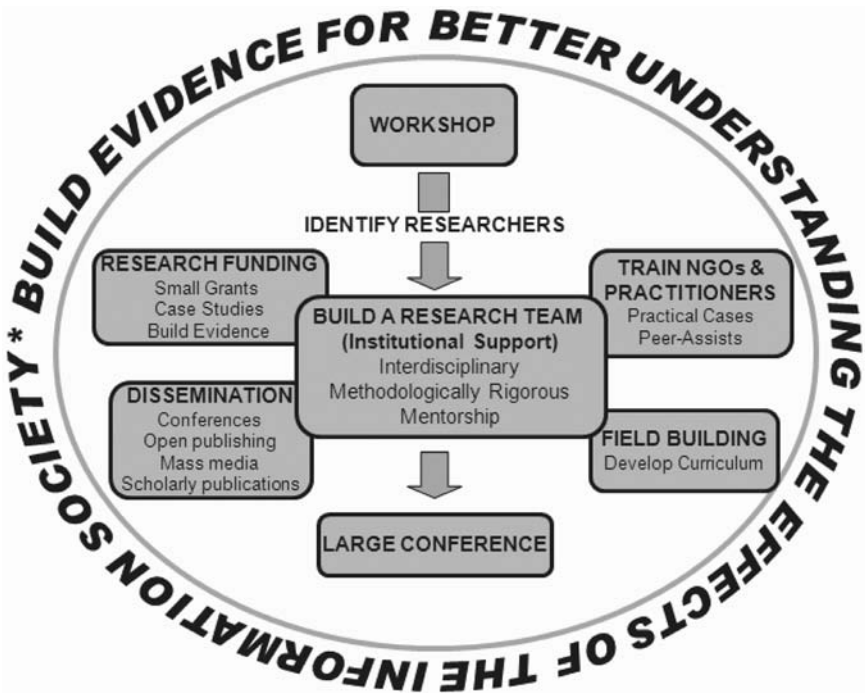 BUILD EVIDENCE FOR BETTER UNDERSTANDING THE EFFECTS OF THE INFORMATION SOCIETY*
WORKSHOP
IDENTIFY RESEARCHERS
RESEARCH FUNDING
Small Grants
Case Studies
Build Evidence
TRAIN NGOs &
PRACTITIONERS
Practical Cases
Peer-Assists
BUILD A RESEARCH TEAM
(Institutional Support)
Interdisciplinary
Methodologically Rigorous
Mentorship
DISSEMINATION
Conferences
Open publishing
Mass media
Scholarly publications
FIELD BUILDING
Develop Curriculum
LARGE CONFERENCE